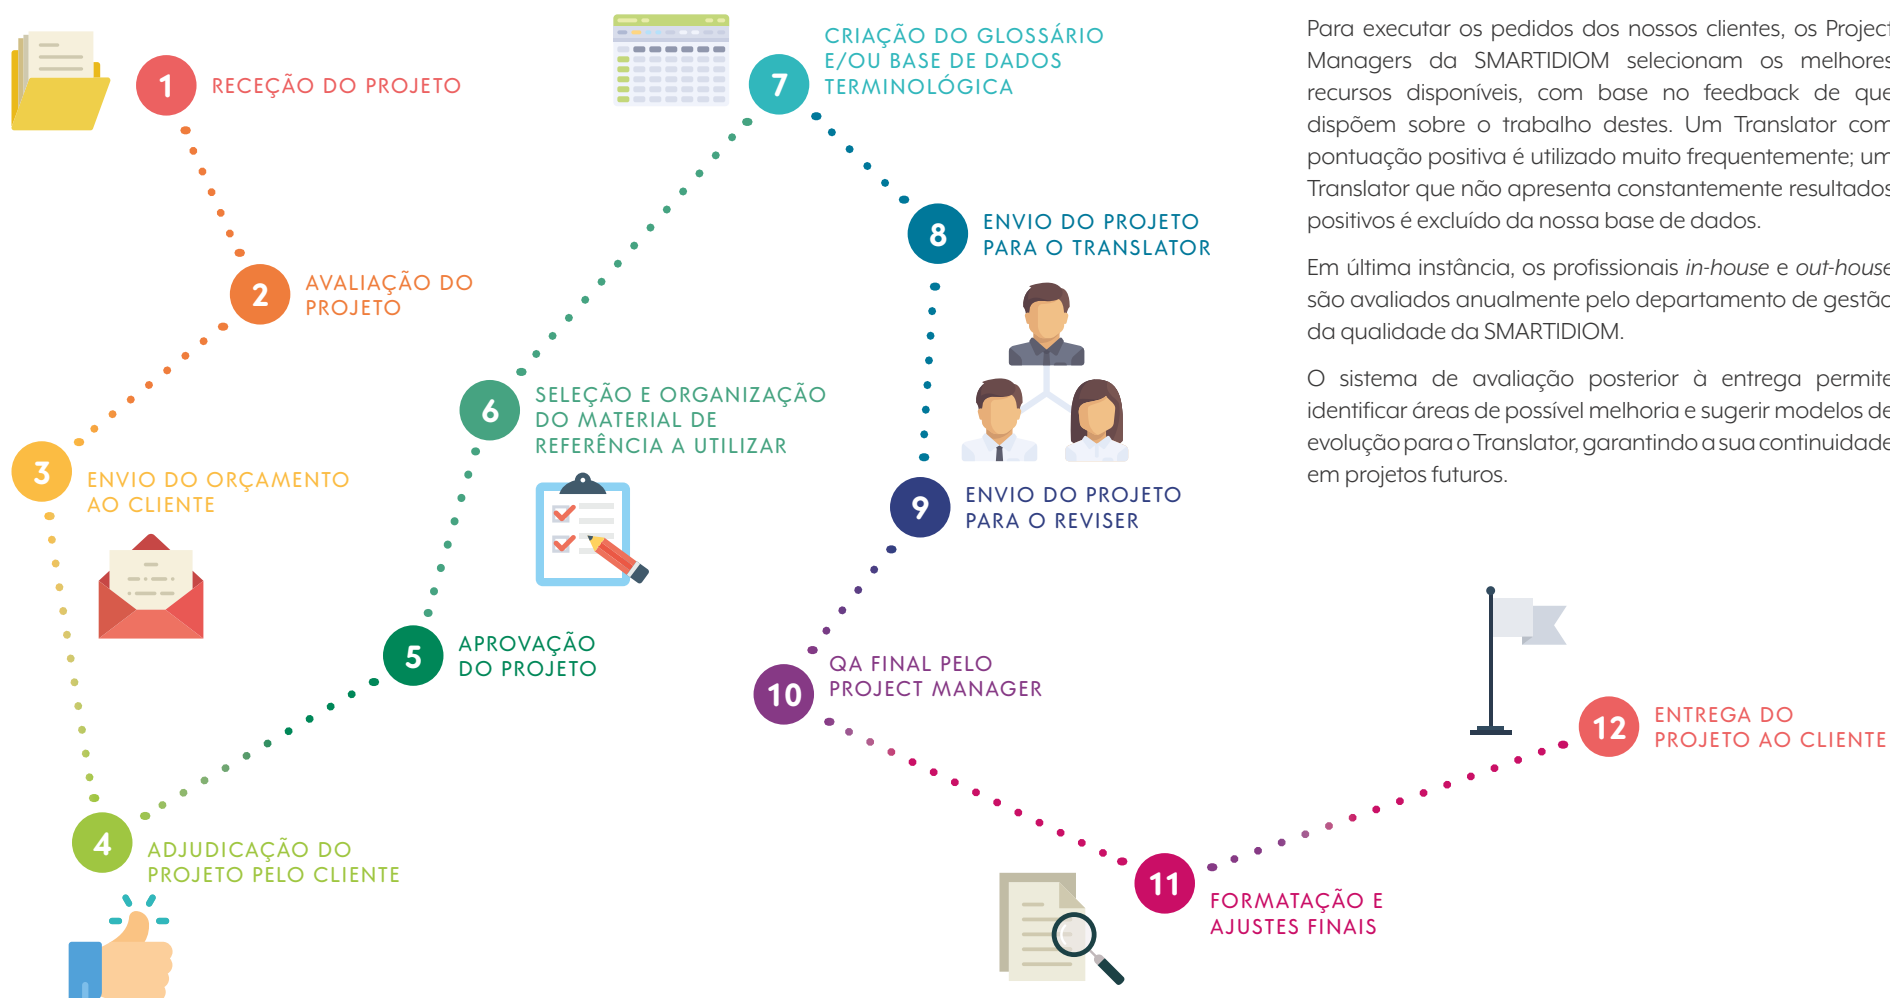 1
RECEÇÃO DO PROJETO
2
AVALIAÇÃO DO
PROJETO
3
ENVIO DO ORÇAMENTO
AO CLIENTE
4
ADJUDICAÇÃO DO
PROJETO PELO CLIENTE
5
APROVAÇÃO
DO PROJETO
6
SELEÇÃO E ORGANIZAÇÃO
DO MATERIAL DE
REFERÊNCIA A UTILIZAR
7
CRIAÇÃO DO GLOSSÁRIO
E/OU BASE DE DADOS
TERMINOLÓGICA
8
ENVIO DO PROJETO
PARA O TRANSLATOR
9
ENVIO DO PROJETO
PARA O REVISER
10
QA FINAL PELO
PROJECT MANAGER
11
FORMATAÇÃO E
AJUSTES FINAIS
12
ENTREGA DO
PROJETO AO CLIENTE
Para executar os pedidos dos nossos clientes, os Project
Managers da SMARTIDIOM selecionam os melhores
recursos disponíveis, com base no feedback de que
dispõem sobre o trabalho destes. Um Translator com
pontuação positiva é utilizado muito frequentemente; um
Translator que não apresenta constantemente resultados
positivos é excluído da nossa base de dados.
Em última instância, os profissionais in-house e out-house
são avaliados anualmente pelo departamento de gestão
da qualidade da SMARTIDIOM.
O sistema de avaliação posterior à entrega permite
identificar áreas de possível melhoria e sugerir modelos de
evolução para o Translator, garantindo a sua continuidade
em projetos futuros.